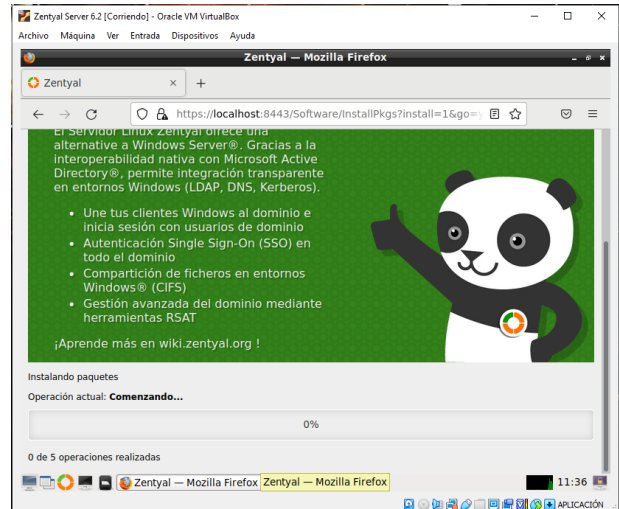 Zentyal Server 6.2 [Corriendo] - Oracle VM VirtualBox
Archivo Máquina Ver Entrada Dispositivos Ayuda
Zentyal — Mozilla Firefox
Zentyal
https://localhost:8443/Software/InstallPkgs?install=1&go=y
El Servidor Linux Zentyal ofrece una
alternative a Windows Server®. Gracias a la
interoperabilidad nativa con Microsoft Active
Directory®, permite integración transparente
en entornos Windows (LDAP, DNS, Kerberos).
• Une tus clientes Windows al dominio e
inicia sesión con usuarios de dominio
• Autenticación Single Sign-On (SSO) en
todo el dominio
• Compartición de ficheros en entornos
Windows® (CIFS)
• Gestión avanzada del dominio mediante
herramientas RSAT
¡Aprende más en wiki.zentyal.org !
Instalando paquetes
Operación actual: Comenzando...
0%
0 de 5 operaciones realizadas
Zentyal — Mozilla Firefox Zentyal — Mozilla Firefox 11:36
APLICACIÓN